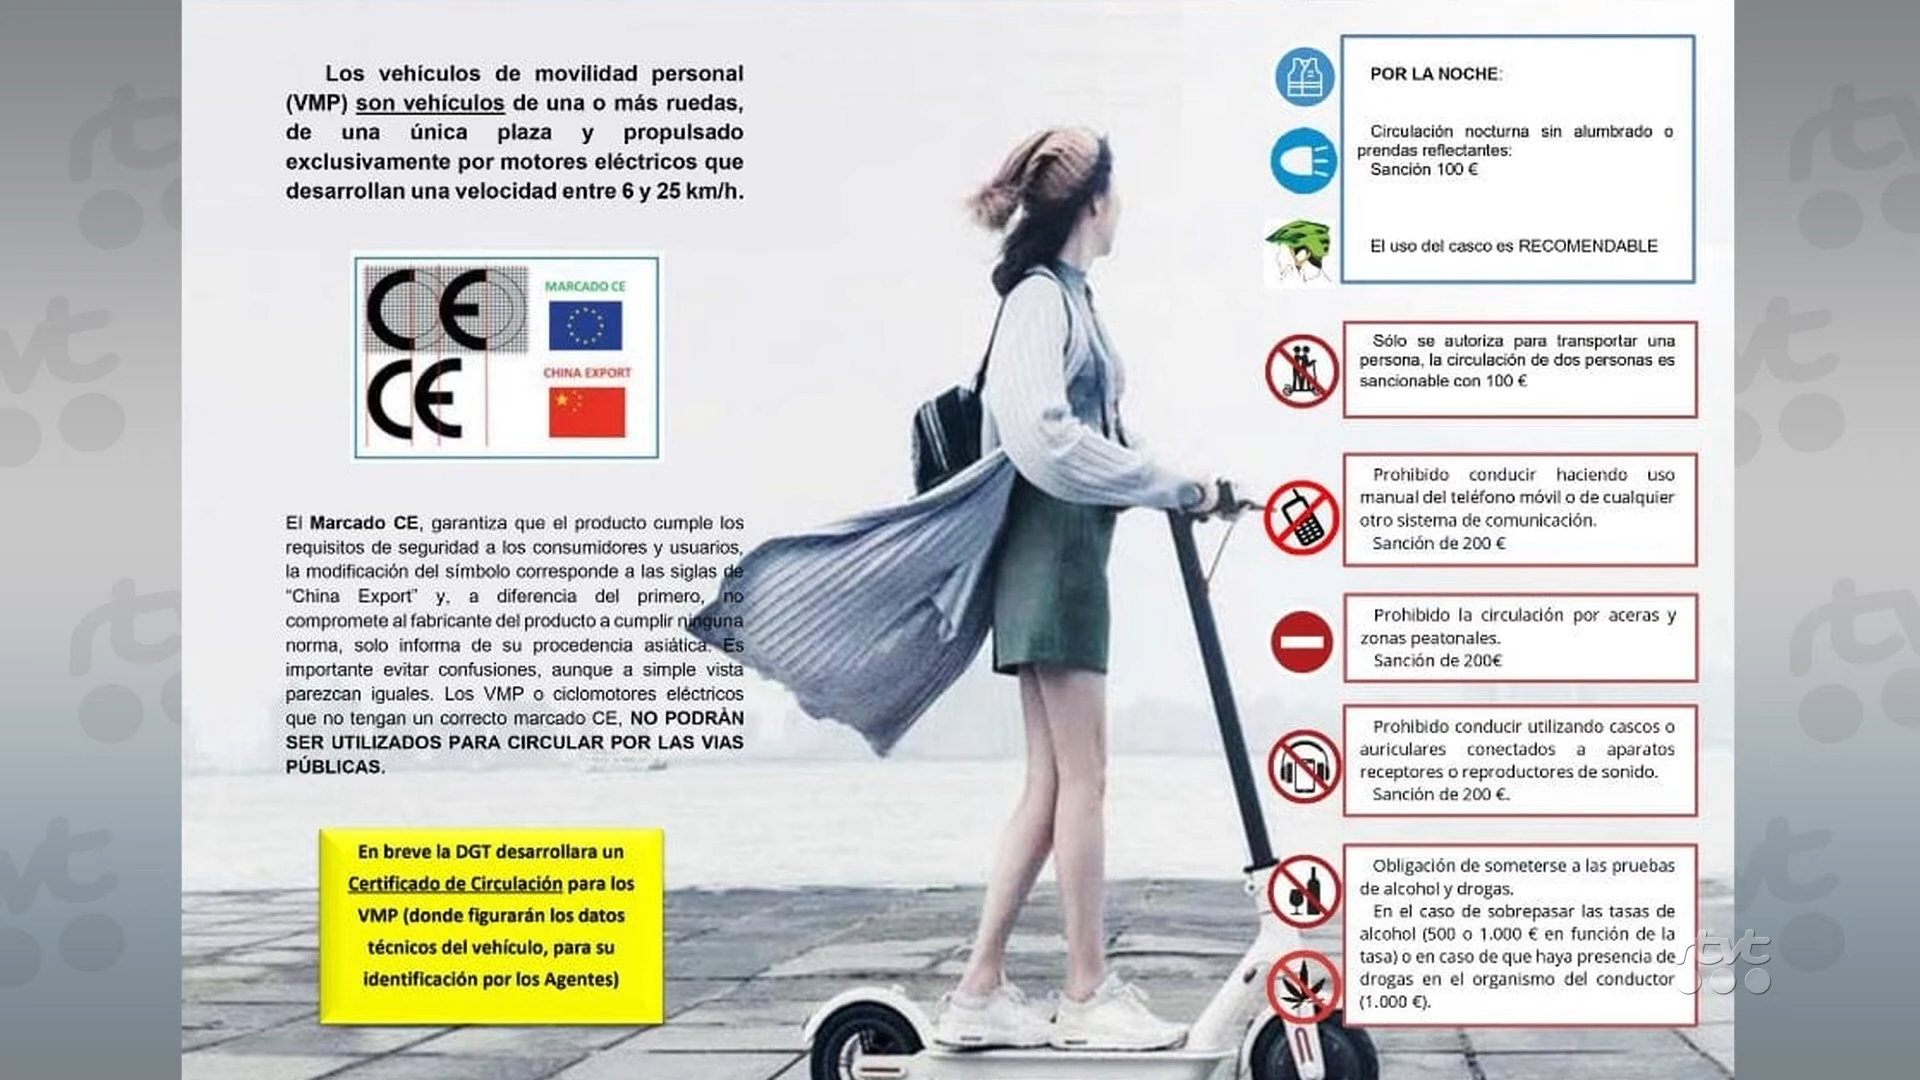 Los vehículos de movilidad personal
(VMP) son vehículos de una o más ruedas,
de una única plaza y propulsado
exclusivamente por motores eléctricos que
desarrollan una velocidad entre 6 y 25 km/h.
CE
MARCADO CE
CE
CHINA EXPORT
El Marcado CE, garantiza que el producto cumple los
requisitos de seguridad a los consumidores y usuarios,
la modificación del símbolo corresponde a las siglas de
“China Export” y, a diferencia del primero, no
compromete al fabricante del producto a cumplir ninguna
norma, solo informa de su procedencia asiática. Es
importante evitar confusiones, aunque a simple vista
parezcan iguales. Los VMP o ciclomotores eléctricos
que no tengan un correcto marcado CE, NO PODRÀN
SER UTILIZADOS PARA CIRCULAR POR LAS VIAS
PÚBLICAS.
En breve la DGT desarrollara un
Certificado de Circulación para los
VMP (donde figurarán los datos
técnicos del vehículo, para su
identificación por los Agentes)
POR LA NOCHE:
Circulación nocturna sin alumbrado o
prendas reflectantes:
Sanción 100 €
El uso del casco es RECOMENDABLE
Sólo se autoriza para transportar una
persona, la circulación de dos personas es
sancionable con 100 €
Prohibido conducir haciendo uso
manual del teléfono móvil o de cualquier
otro sistema de comunicación.
Sanción de 200 €
Prohibido la circulación por aceras y
zonas peatonales.
Sanción de 200€
Prohibido conducir utilizando cascos o
auriculares conectados a aparatos
receptores o reproductores de sonido.
Sanción de 200 €.
Obligación de someterse a las pruebas
de alcohol y drogas.
En el caso de sobrepasar las tasas de
alcohol (500 o 1.000 € en función de la
tasa) o en caso de que haya presencia de
drogas en el organismo del conductor
(1.000 €).
rtvt